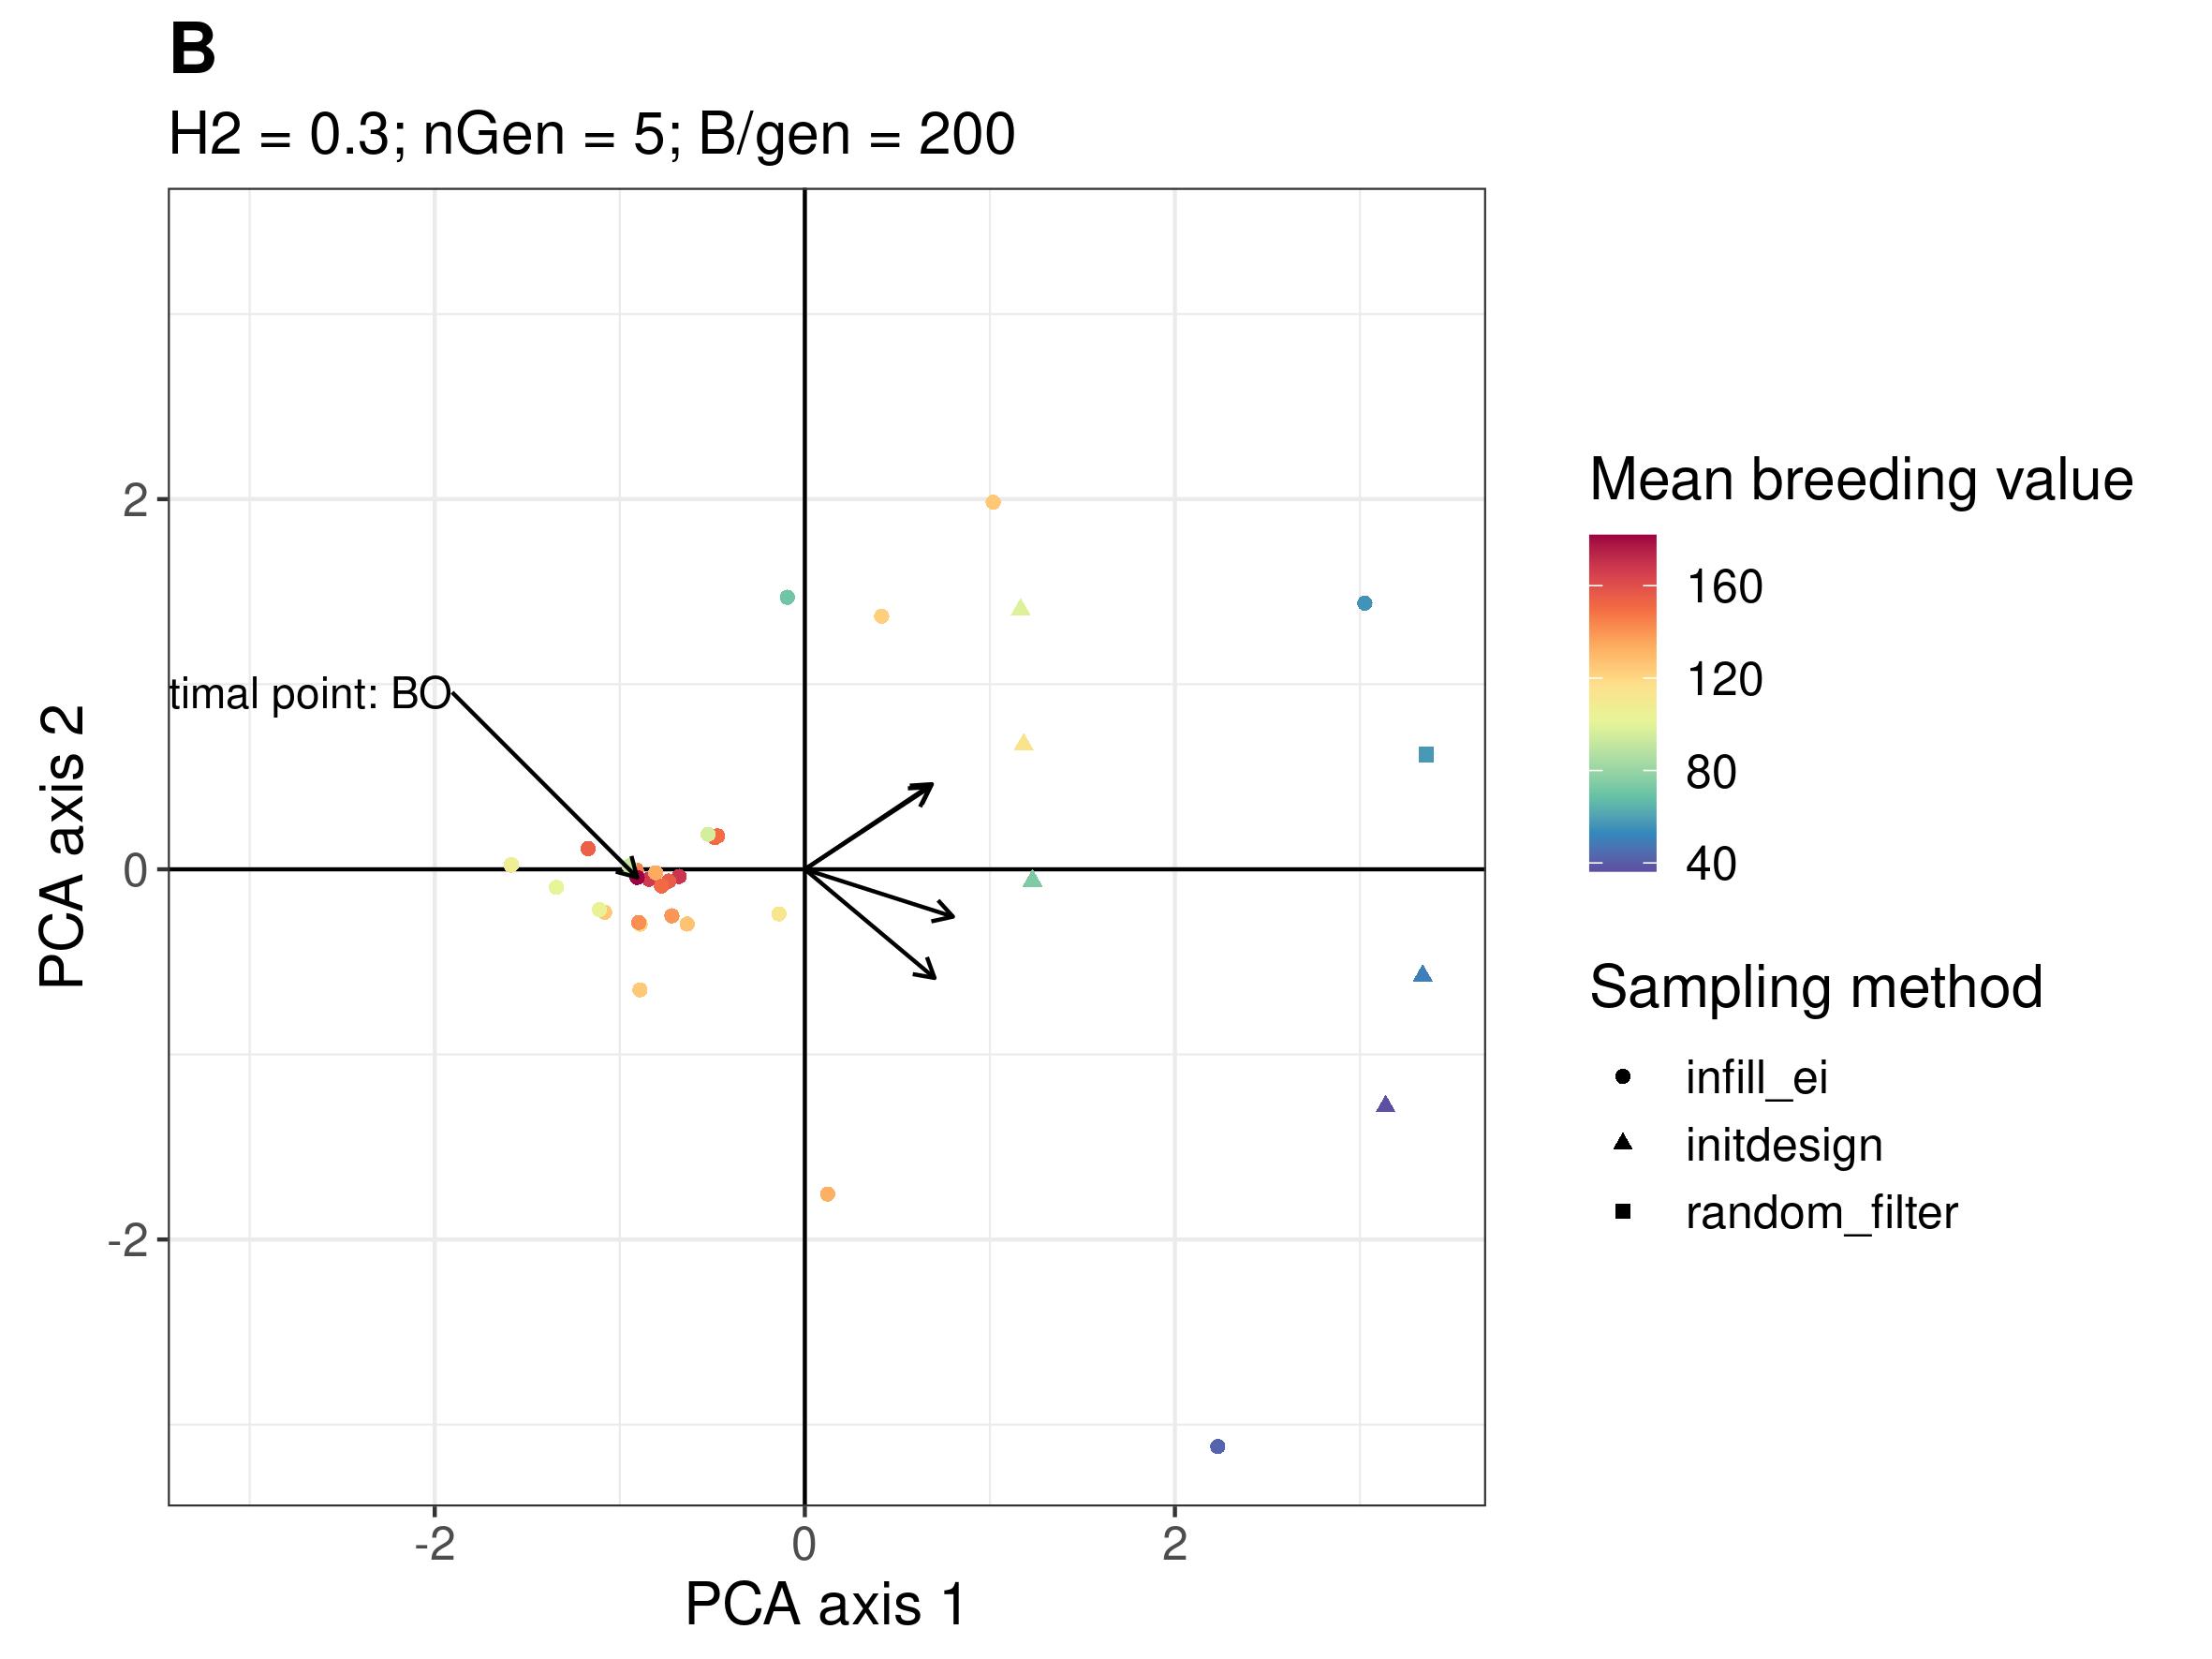 B
H2 = 0.3; nGen = 5; B/gen = 200
PCA axis 2
2
0
-2
timal point: BO
-2
0
2
PCA axis 1
Mean breeding value
160
120
80
40
Sampling method
infill_ei
initdesign
random_filter